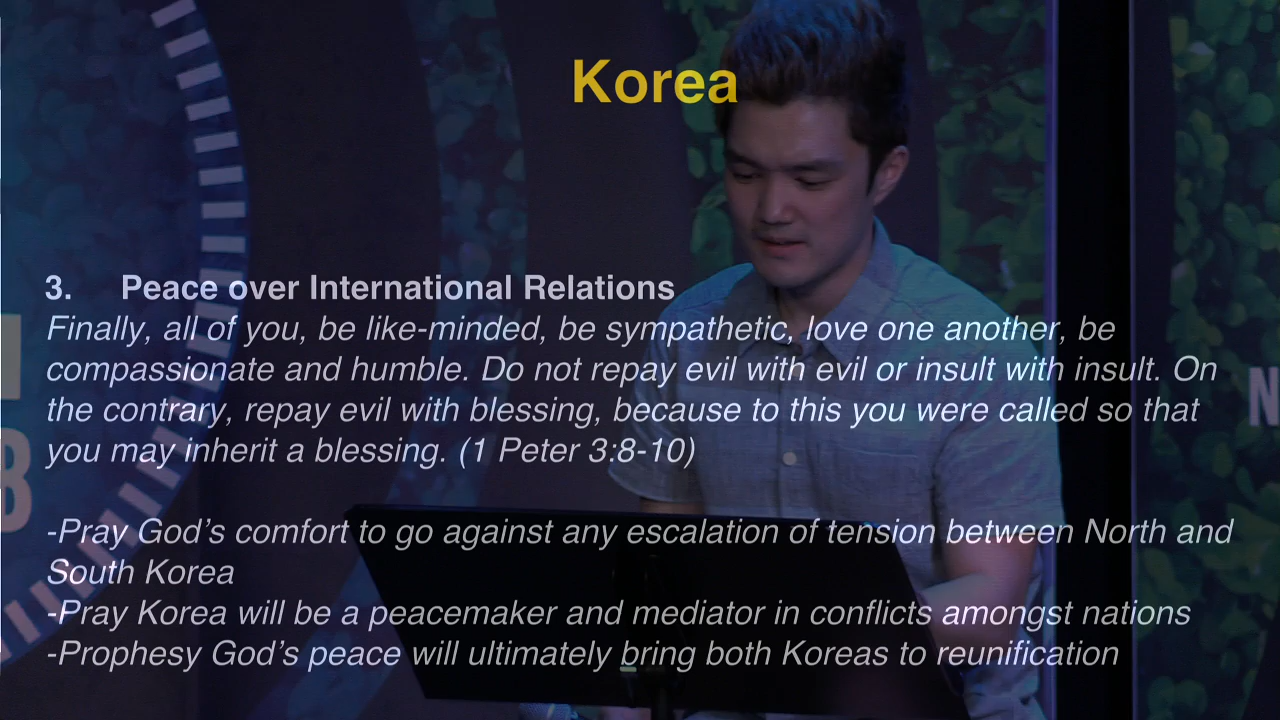 Korea
3. Peace over International Relations
Finally, all of you, be like-minded, be sympathetic, love one another, be
compassionate and humble. Do not repay evil with evil or insult with insult. On
the contrary, repay evil with blessing, because to this you were called so that
you may inherit a blessing. (1 Peter 3:8-10)
-Pray God’s comfort to go against any escalation of tension between North and
South Korea
-Pray Korea will be a peacemaker and mediator in conflicts amongst nations
-Prophesy God’s peace will ultimately bring both Koreas to reunification